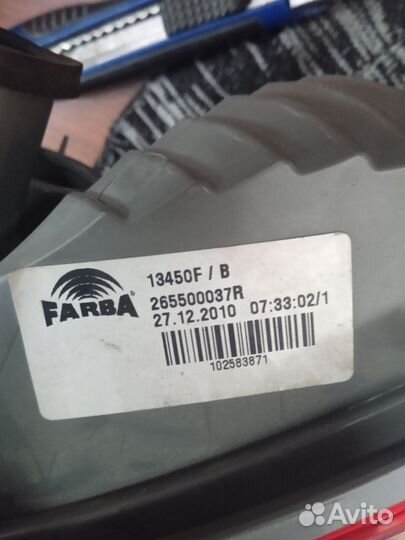 FARBA
13450F / B
265500037R
27.12.2010 07:33:02/1
102583871
Avito